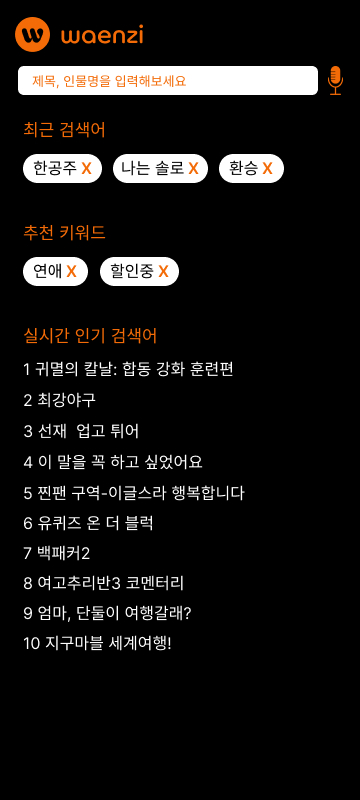 w waenzi
제목, 인물명을 입력해보세요
최근 검색어
한공주 X 나는 솔로 X 환승 X
추천 키워드
연애 X 할인중 X
실시간 인기 검색어
1 귀멸의 칼날: 합동 강화 훈련편
2 최강야구
3 선재 업고 튀어
4 이 말을 꼭 하고 싶었어요
5 찐팬 구역-이글스라 행복합니다
6 유퀴즈 온 더 블럭
7 백패커2
8 여고추리반3 코멘터리
9 엄마, 단둘이 여행갈래?
10 지구마블 세계여행!